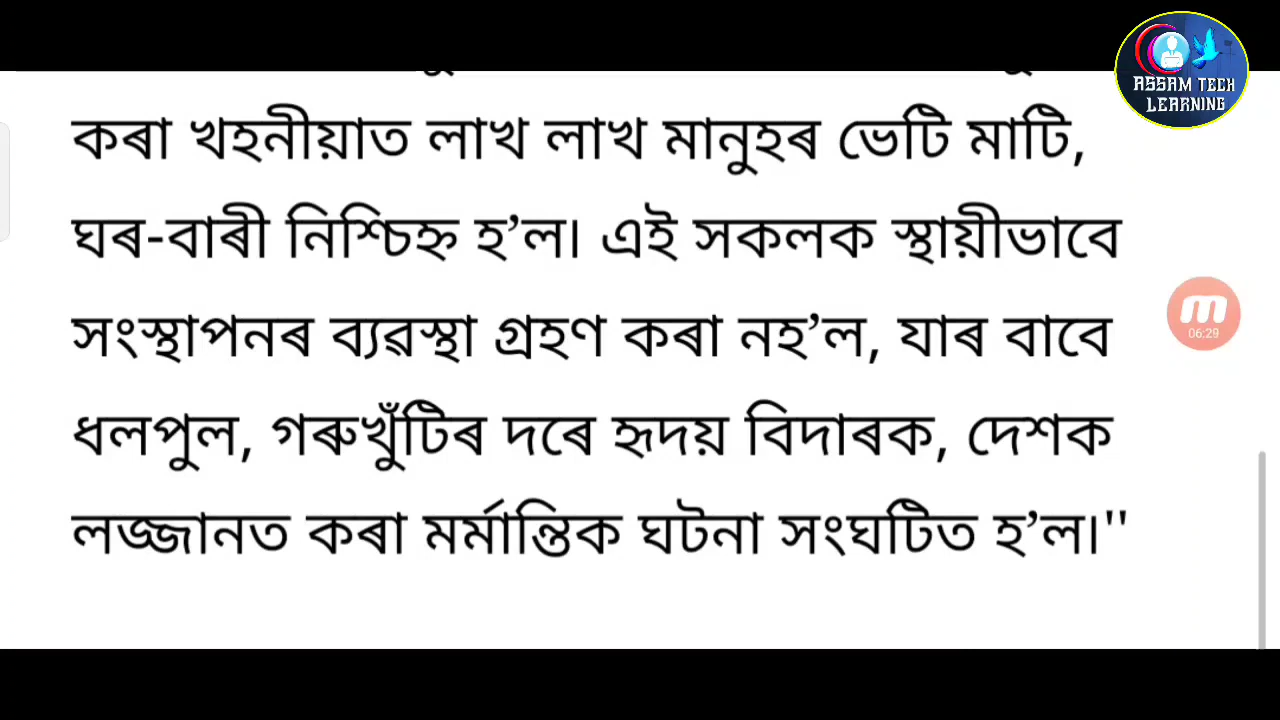 ASSAM TECH
LEARNING
কৰা খহনীয়াত লাখ লাখ মানুহৰ ভেটি মাটি,
ঘৰ-বাৰী নিশ্চিহ্ন হ’ল। এই সকলক স্থায়ীভাবে
সংস্থাপনৰ ব্যৱস্থা গ্ৰহণ কৰা নহ’ল, যাৰ বাবে
06:29
ধলপুল, গৰুখুঁটিৰ দৰে হৃদয় বিদাৰক, দেশক
লজ্জানত কৰা মৰ্মান্তিক ঘটনা সংঘটিত হ’ল।"